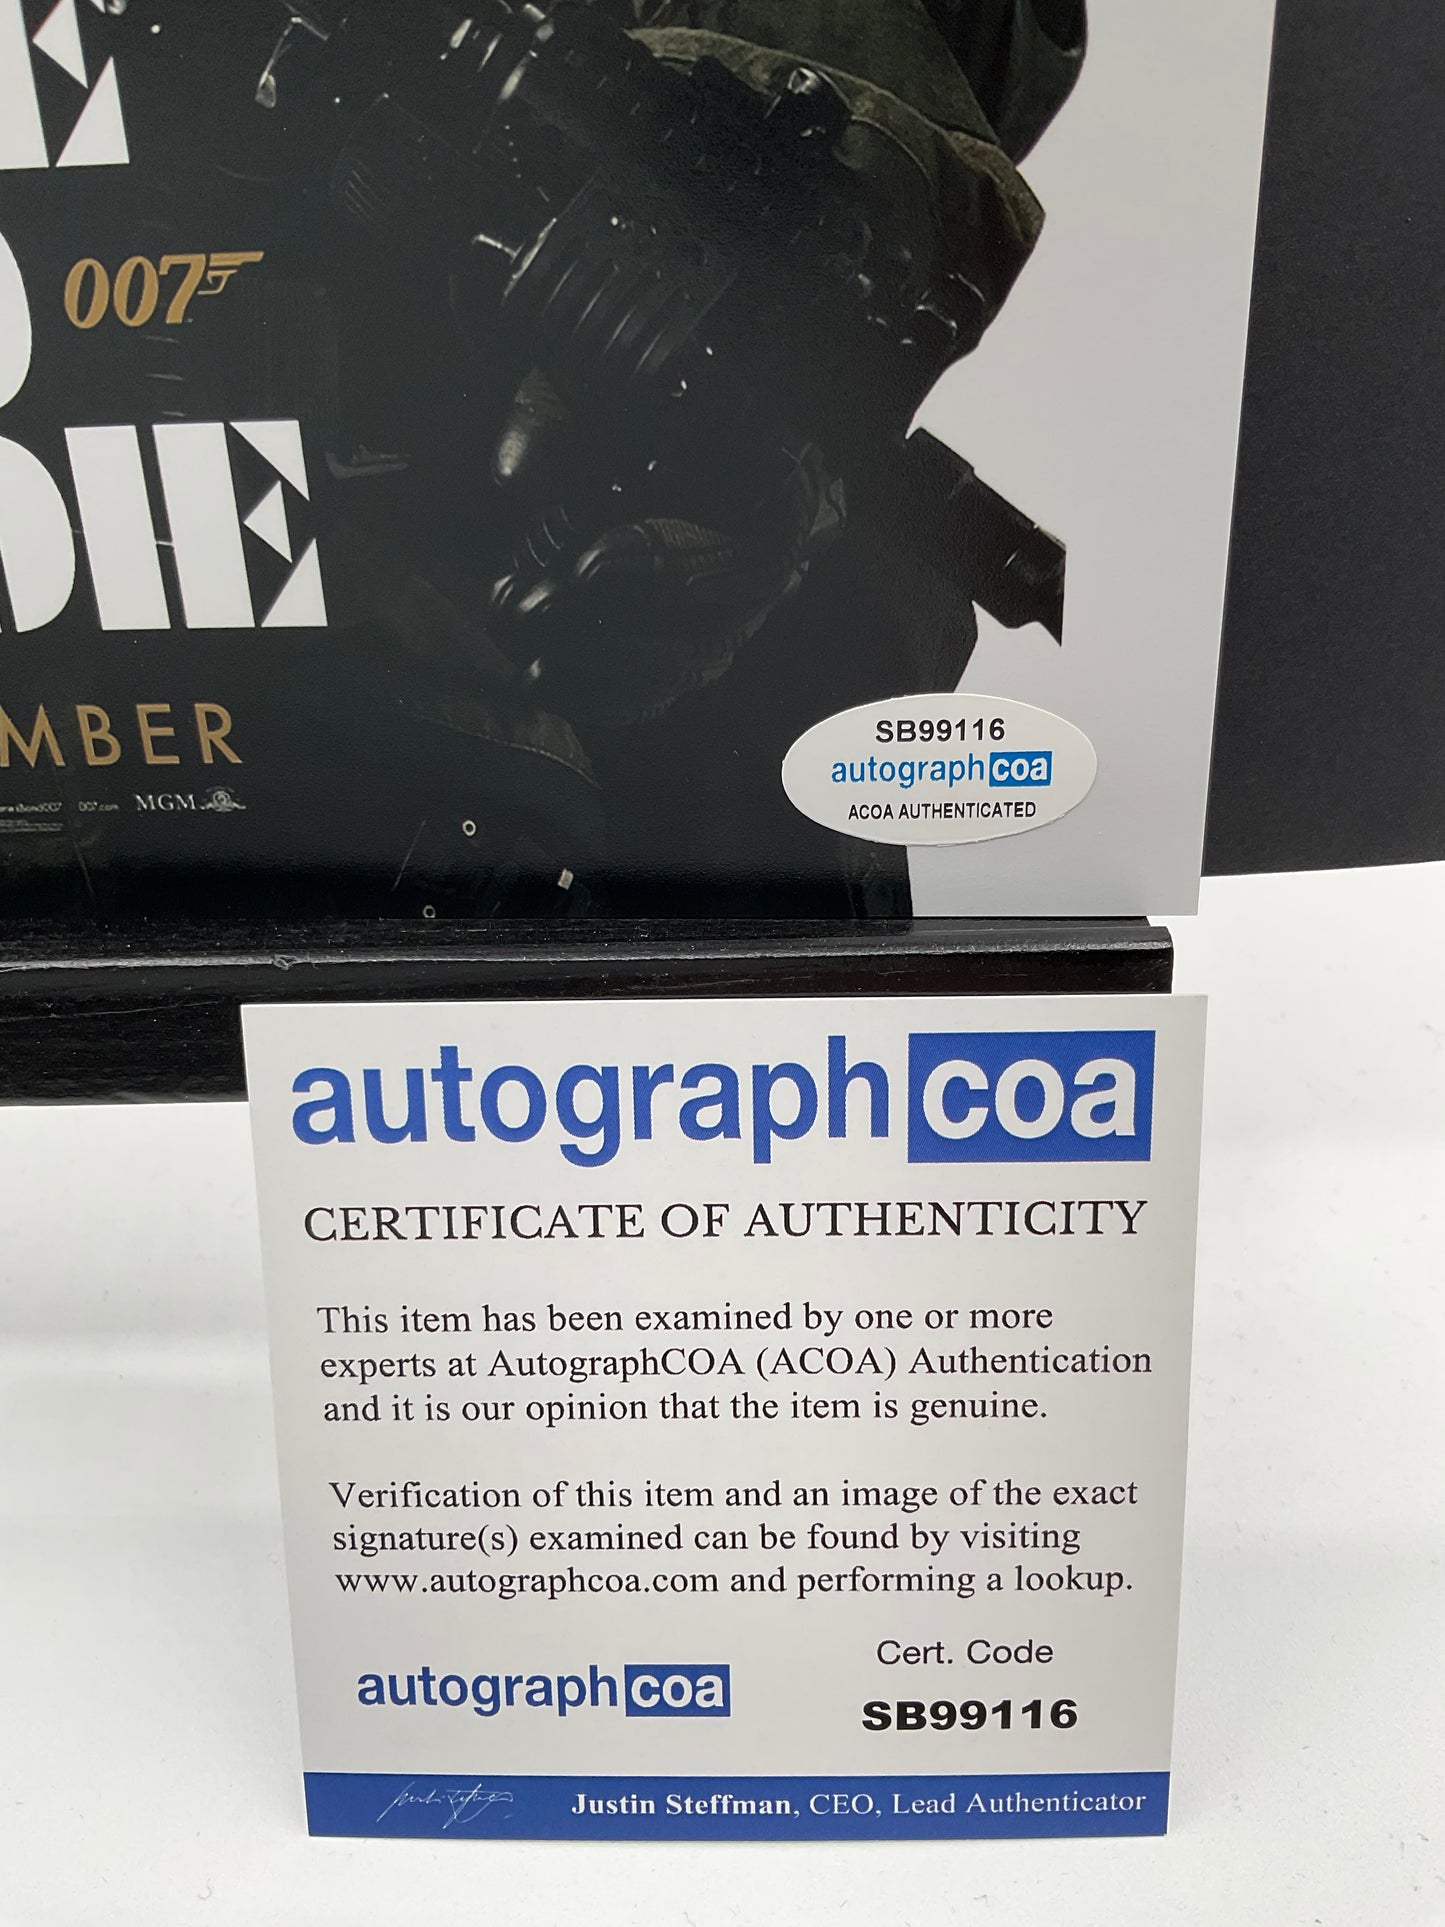 E
007
DIE
MBER
007.com MGM
SB99116
autographcoa
ACOA AUTHENTICATED
autographcoa
CERTIFICATE OF AUTHENTICITY
This item has been examined by one or more
experts at AutographCOA (ACOA) Authentication
and it is our opinion that the item is genuine.
Verification of this item and an image of the exact
signature(s) examined can be found by visiting
www.autographcoa.com and performing a lookup.
Cert. Code
autographcoa
SB99116
Justin Steffman, CEO, Lead Authenticator